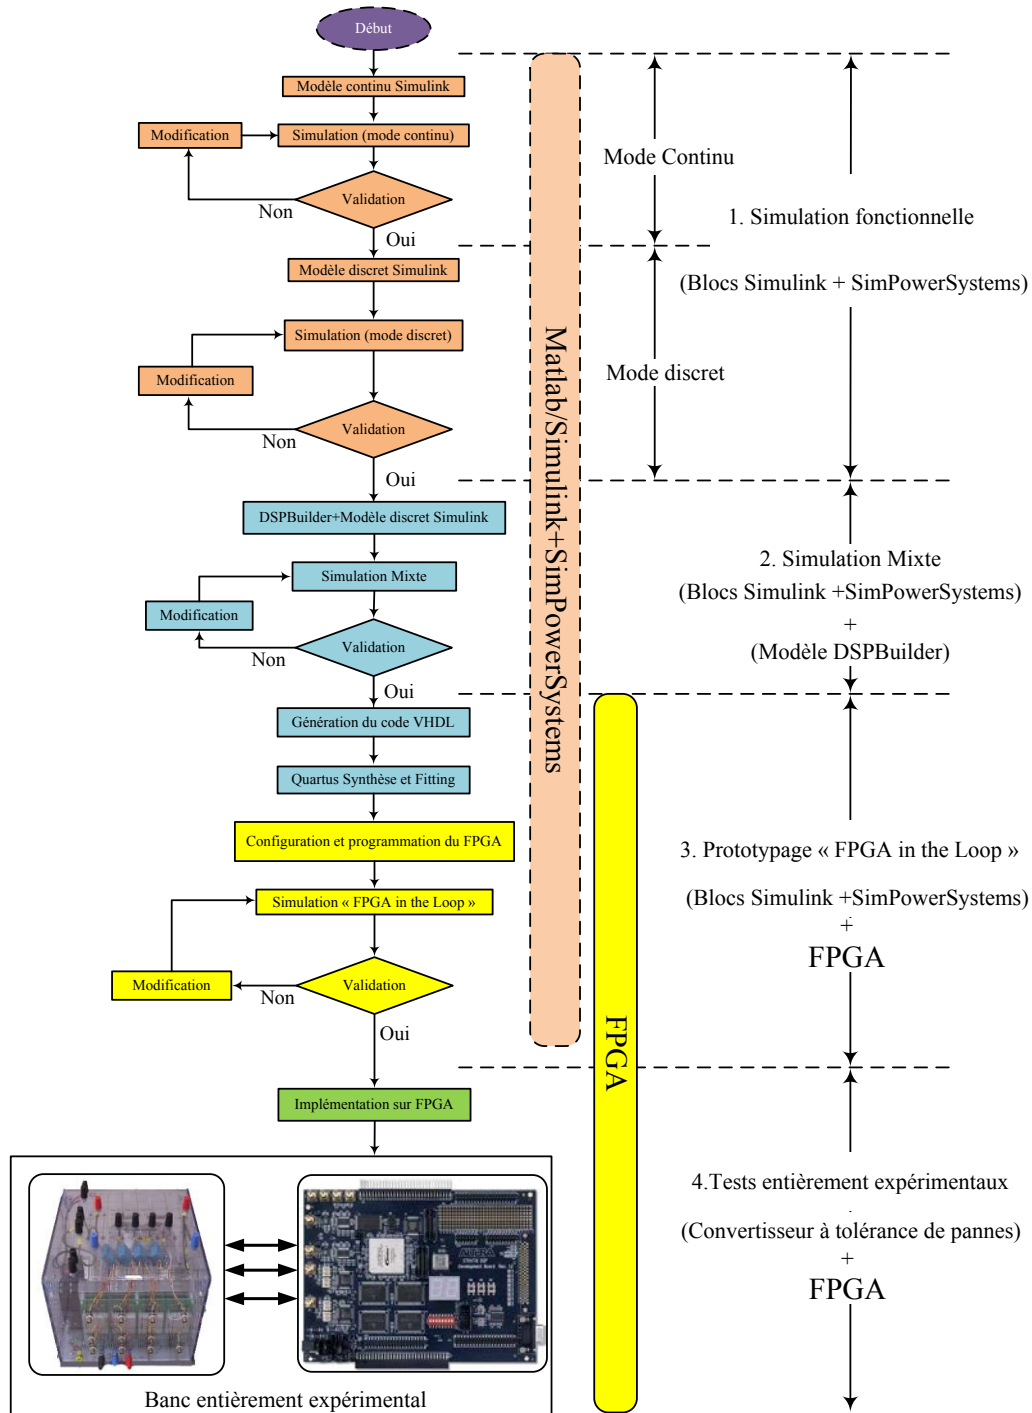 Début
Modèle continu Simulink
Modification
Simulation (mode continu)
Validation
Non
Oui
Modèle discret Simulink
Simulation (mode discret)
Modification
Validation
Non
Oui
DSPBuilder+Modèle discret Simulink
Simulation Mixte
Modification
Validation
Non
Oui
Génération du code VHDL
Quartus Synthèse et Fitting
Configuration et programmation du FPGA
Simulation « FPGA in the Loop »
Modification
Validation
Non
Oui
Implémentation sur FPGA
Banc entièrement expérimental
Matlab/Simulink+SimPowerSystems
FPGA
Mode Continu
Mode discret
1. Simulation fonctionnelle
(Blocs Simulink + SimPowerSystems)
2. Simulation Mixte
(Blocs Simulink +SimPowerSystems)
+
(Modèle DSPBuilder)
3. Prototypage « FPGA in the Loop »
(Blocs Simulink +SimPowerSystems)
+
FPGA
4.Tests entièrement expérimentaux
(Convertisseur à tolérance de pannes)
+
FPGA